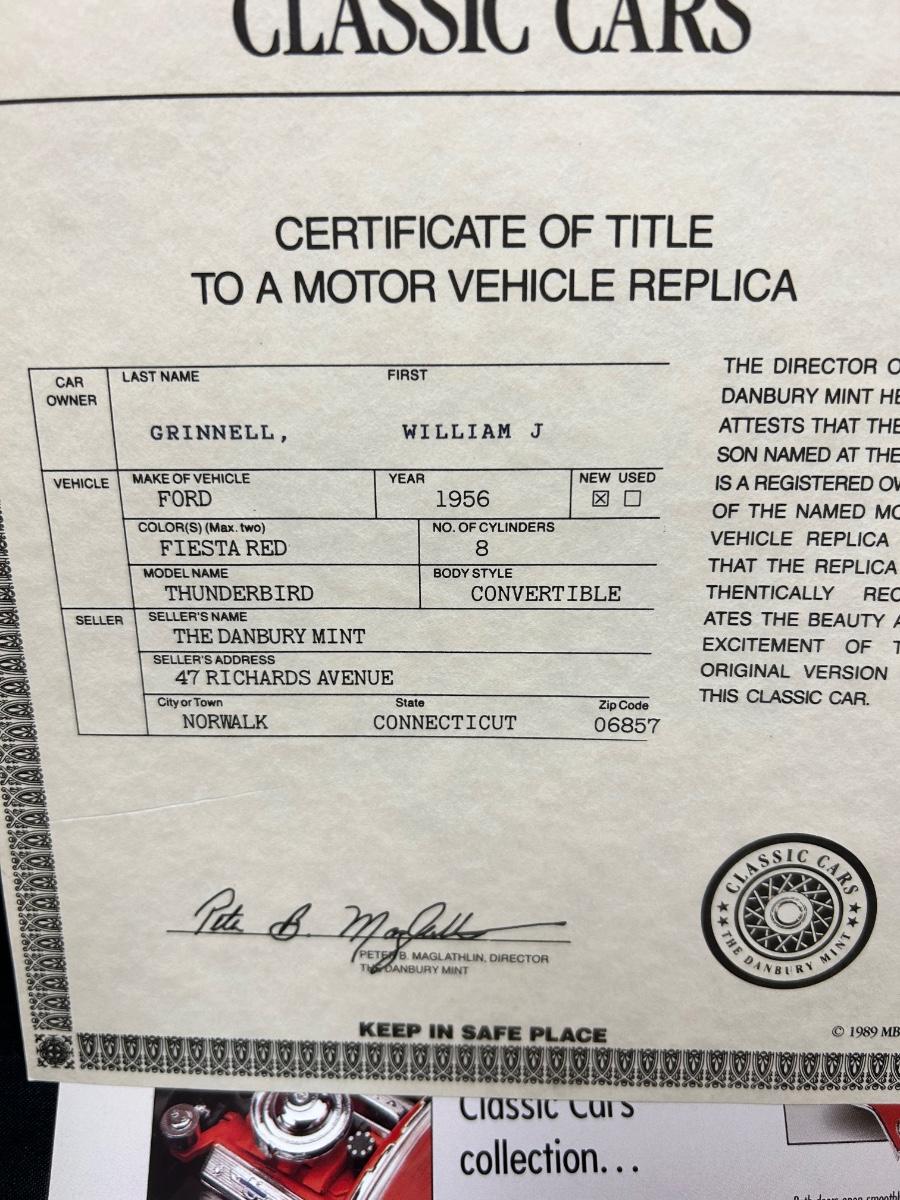 CLASSIC CARS
CERTIFICATE OF TITLE
TO A MOTOR VEHICLE REPLICA
CAR OWNER
LAST NAME FIRST
GRINNELL, WILLIAM J
VEHICLE
MAKE OF VEHICLE YEAR NEW USED
FORD 1956 ☒ ☐
COLOR(S) (Max. two) NO. OF CYLINDERS
FIESTA RED 8
MODEL NAME BODY STYLE
THUNDERBIRD CONVERTIBLE
SELLER
SELLER'S NAME
THE DANBURY MINT
SELLER'S ADDRESS
47 RICHARDS AVENUE
City or Town State Zip Code
NORWALK CONNECTICUT 06857
THE DIRECTOR O
DANBURY MINT HE
ATTESTS THAT THE
SON NAMED AT THE
IS A REGISTERED OW
OF THE NAMED MO
VEHICLE REPLICA
THAT THE REPLICA
THENTICALLY REC
ATES THE BEAUTY A
EXCITEMENT OF T
ORIGINAL VERSION
THIS CLASSIC CAR.
Peter B. Maglathlin
PETER B. MAGLATHLIN, DIRECTOR
THE DANBURY MINT
CLASSIC CARS
THE DANBURY MINT
KEEP IN SAFE PLACE
© 1989 MB
Classic Cars
collection...